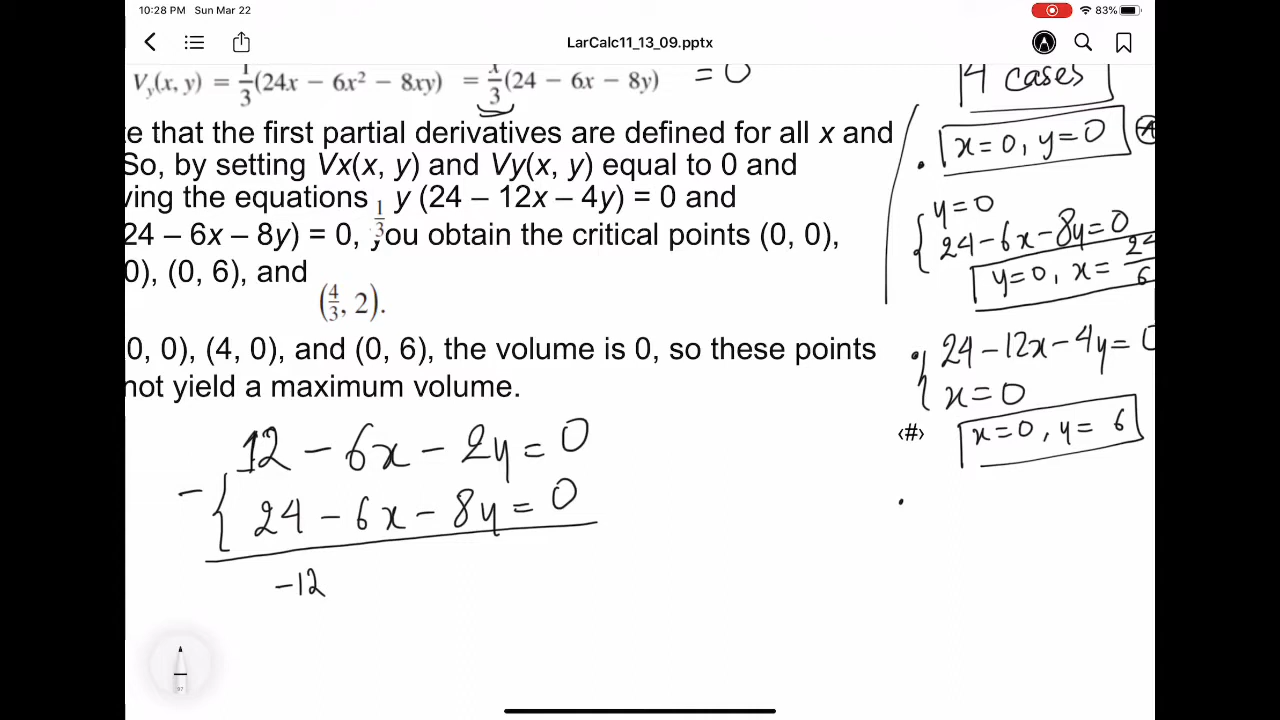 10:28 PM Sun Mar 22
83%
LarCalc11_13_09.pptx
V_y(x, y) = 1/3(24x − 6x² − 8xy) = x/3(24 − 6x − 8y) = 0
te that the first partial derivatives are defined for all x and
So, by setting Vx(x, y) and Vy(x, y) equal to 0 and
ving the equations 1/3 y (24 – 12x – 4y) = 0 and
24 – 6x – 8y) = 0, you obtain the critical points (0, 0),
0), (0, 6), and
(4/3, 2).
0, 0), (4, 0), and (0, 6), the volume is 0, so these points
not yield a maximum volume.
12 − 6x − 2y = 0
− { 24 − 6x − 8y = 0
−12
4 cases
• x=0, y=0
{ y=0
24−6x−8y=0
y=0, x= 24/6
• { 24−12x−4y=0
x=0
‹#›
x=0, y= 6
•